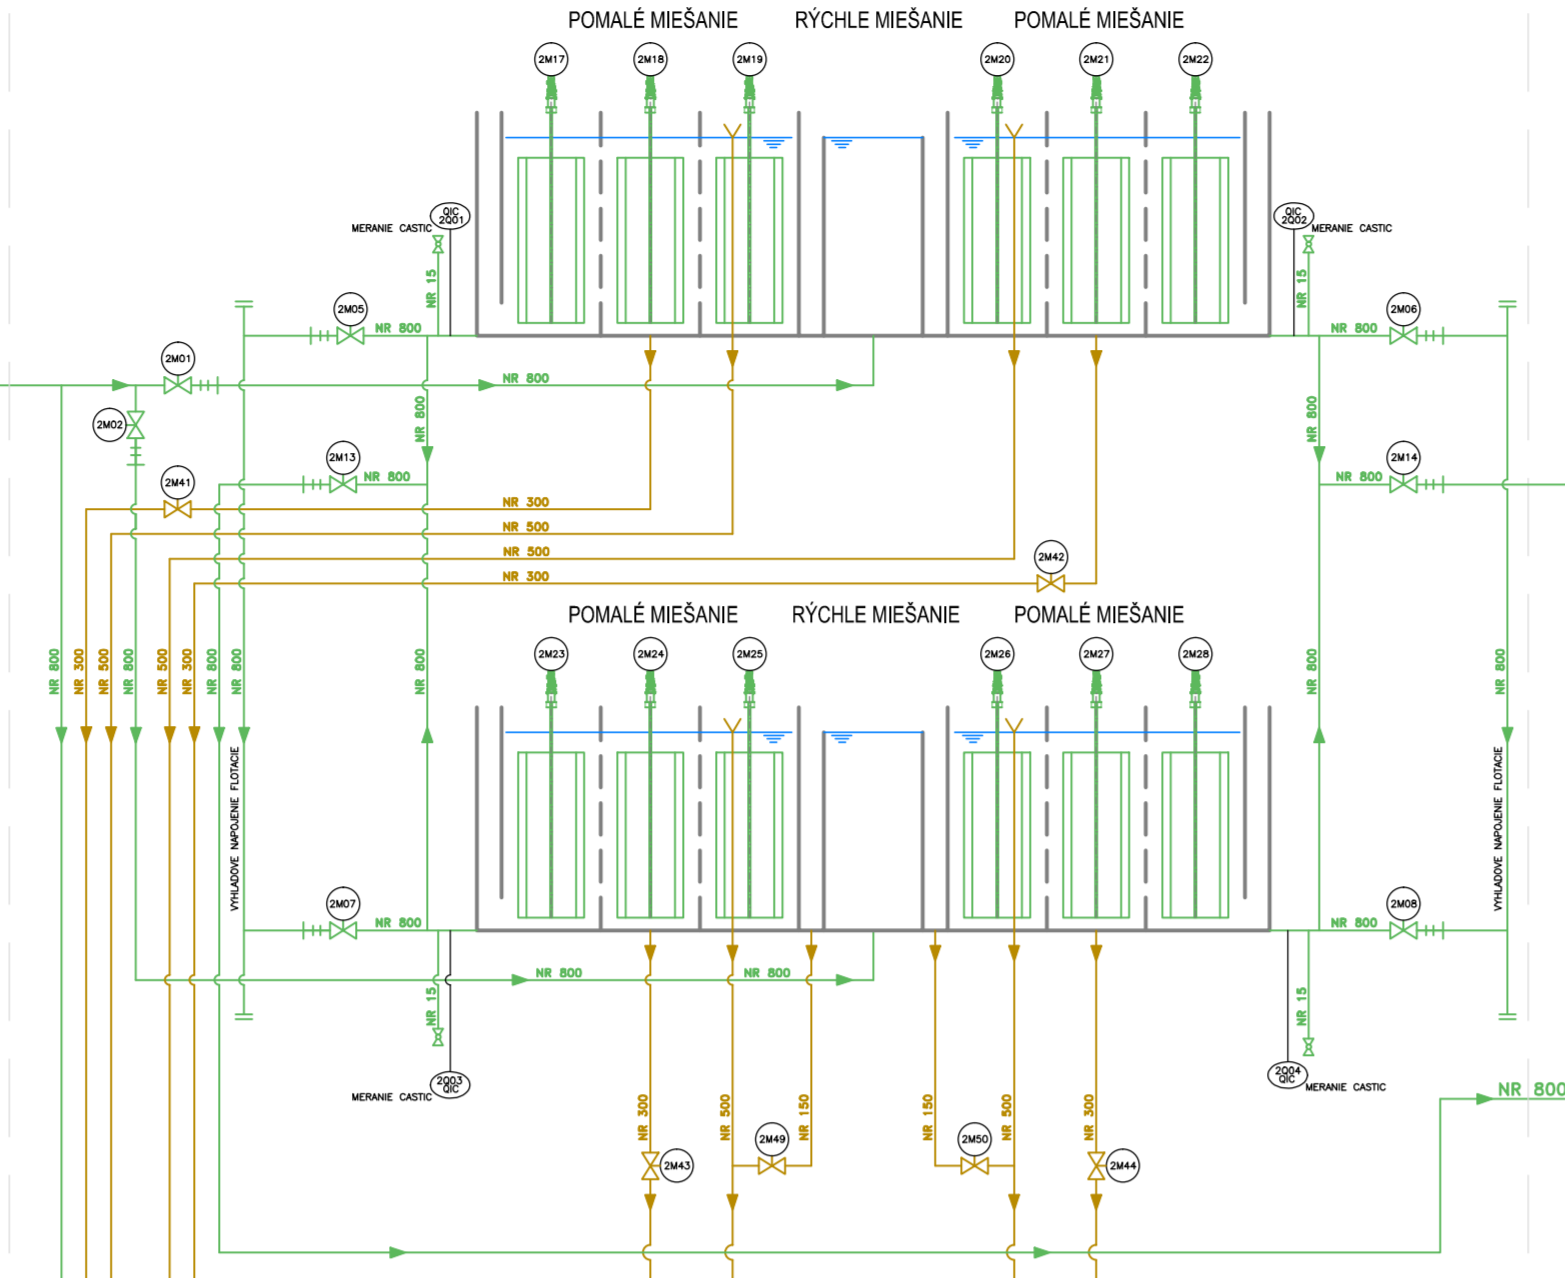 POMALÉ MIEŠANIE
RÝCHLE MIEŠANIE
POMALÉ MIEŠANIE
2M17
2M18
2M19
2M20
2M21
2M22
QIC
2Q01
MERANIE CASTIC
QIC
2Q02
MERANIE CASTIC
NR 15
NR 15
2M05
NR 800
2M06
NR 800
2M01
NR 800
2M02
NR 800
NR 800
2M13
NR 800
2M14
NR 800
2M41
NR 300
NR 500
NR 500
2M42
NR 300
POMALÉ MIEŠANIE
RÝCHLE MIEŠANIE
POMALÉ MIEŠANIE
2M23
2M24
2M25
2M26
2M27
2M28
NR 800
NR 300
NR 500
NR 800
NR 500
NR 300
NR 800
NR 800
NR 800
NR 800
NR 800
VYHLADOVE NAPOJENIE FLOTACIE
VYHLADOVE NAPOJENIE FLOTACIE
2M07
NR 800
2M08
NR 800
NR 800
NR 800
NR 15
NR 15
2Q03
QIC
MERANIE CASTIC
2Q04
QIC
MERANIE CASTIC
NR 800
NR 300
NR 500
NR 150
NR 150
NR 500
NR 300
2M49
2M50
2M43
2M44